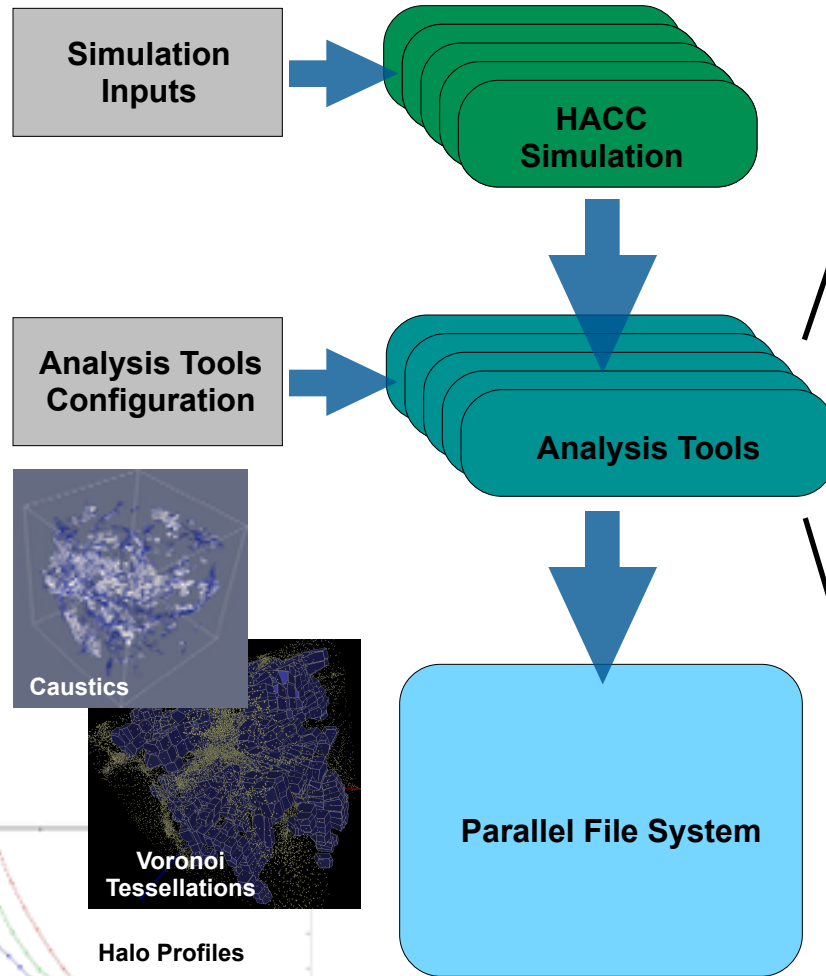 Simulation
Inputs
HACC
Simulation
Analysis Tools
Configuration
Analysis Tools
Caustics
Voronoi
Tessellations
Parallel File System
Halo Profiles